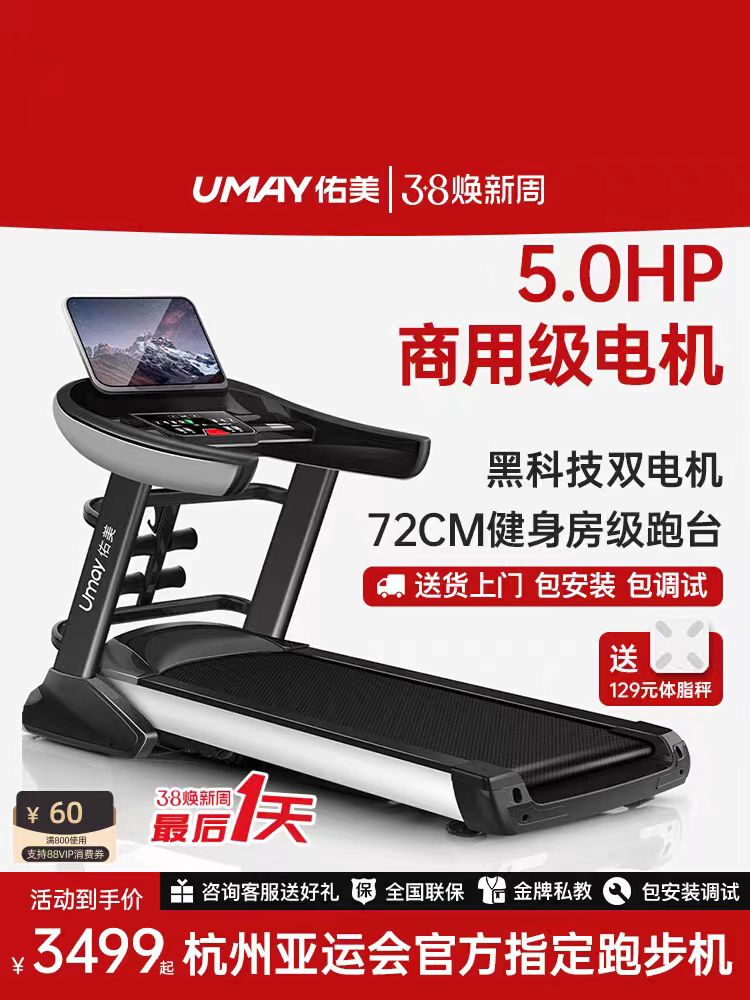 UMAY佑美 | 3.8焕新周
5.0HP
商用级电机
黑科技双电机
72CM健身房级跑台
送货上门 包安装 包调试
送
129元体脂秤
Umay 佑美
3.8焕新周
最后1天
￥60
满800使用
支持88VIP消费券
活动到手价
咨询客服送好礼
保 全国联保
金牌私教
包安装调试
￥3499起
杭州亚运会官方指定跑步机